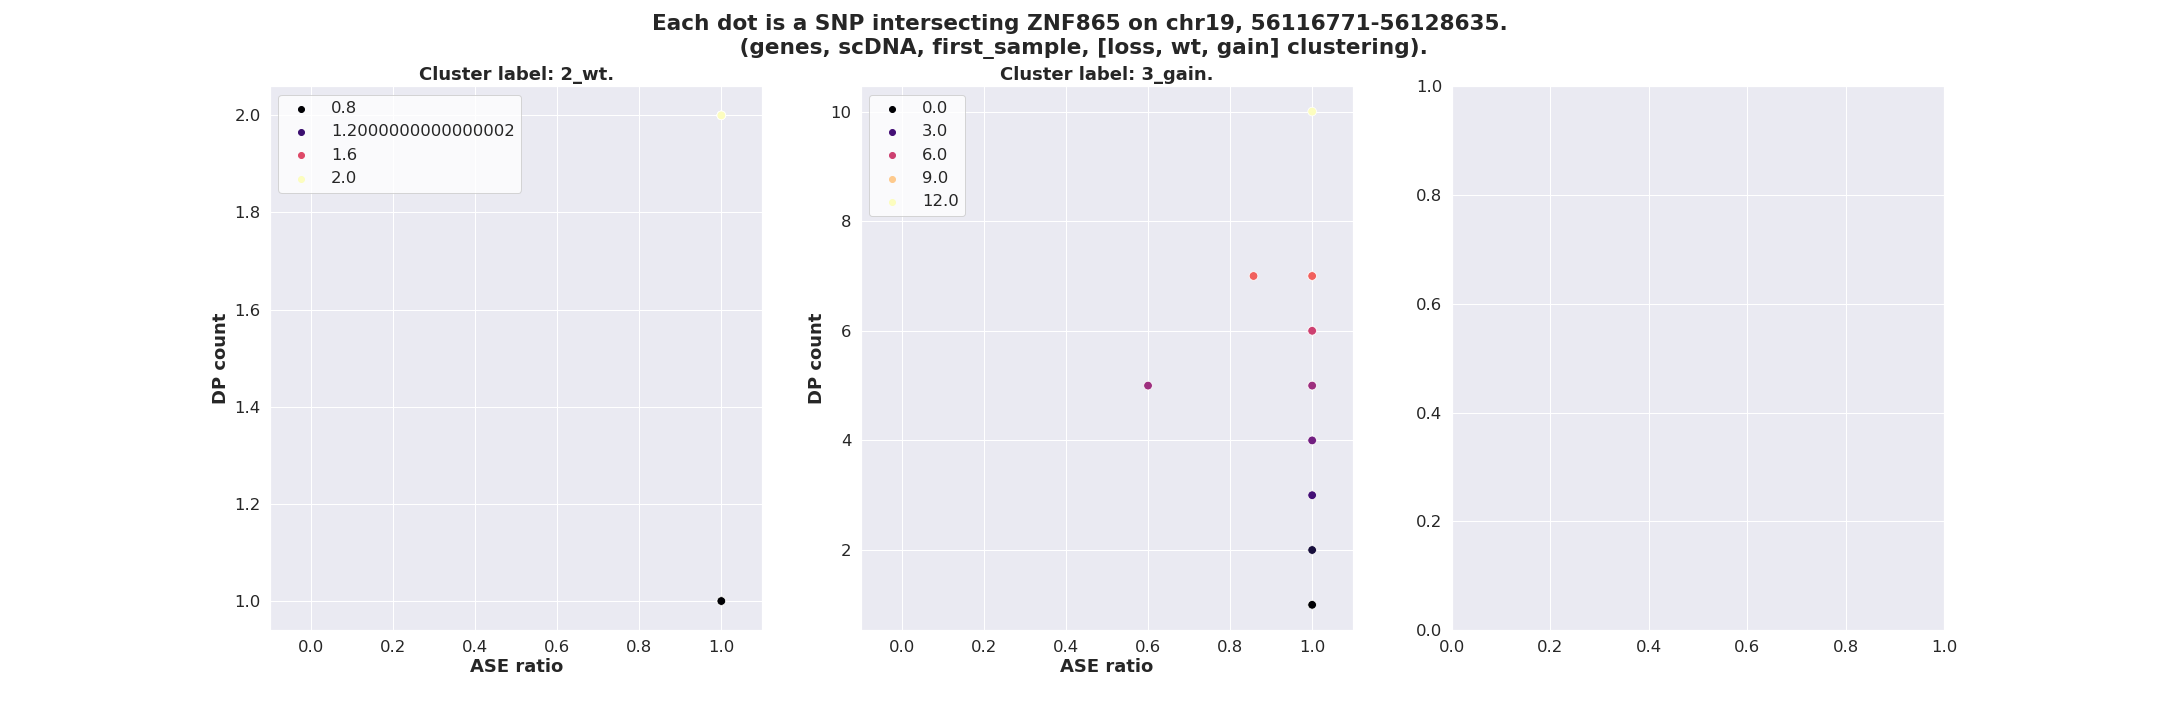 Each dot is a SNP intersecting ZNF865 on chr19, 56116771-56128635.
(genes, scDNA, first_sample, [loss, wt, gain] clustering).
Cluster label: 2_wt.
0.8
1.2000000000000002
1.6
2.0
2.0
1.8
1.6
1.4
1.2
1.0
DP count
0.0 0.2 0.4 0.6 0.8 1.0
ASE ratio
Cluster label: 3_gain.
0.0
3.0
6.0
9.0
12.0
10
8
6
4
2
DP count
0.0 0.2 0.4 0.6 0.8 1.0
ASE ratio
1.0
0.8
0.6
0.4
0.2
0.0
0.0 0.2 0.4 0.6 0.8 1.0